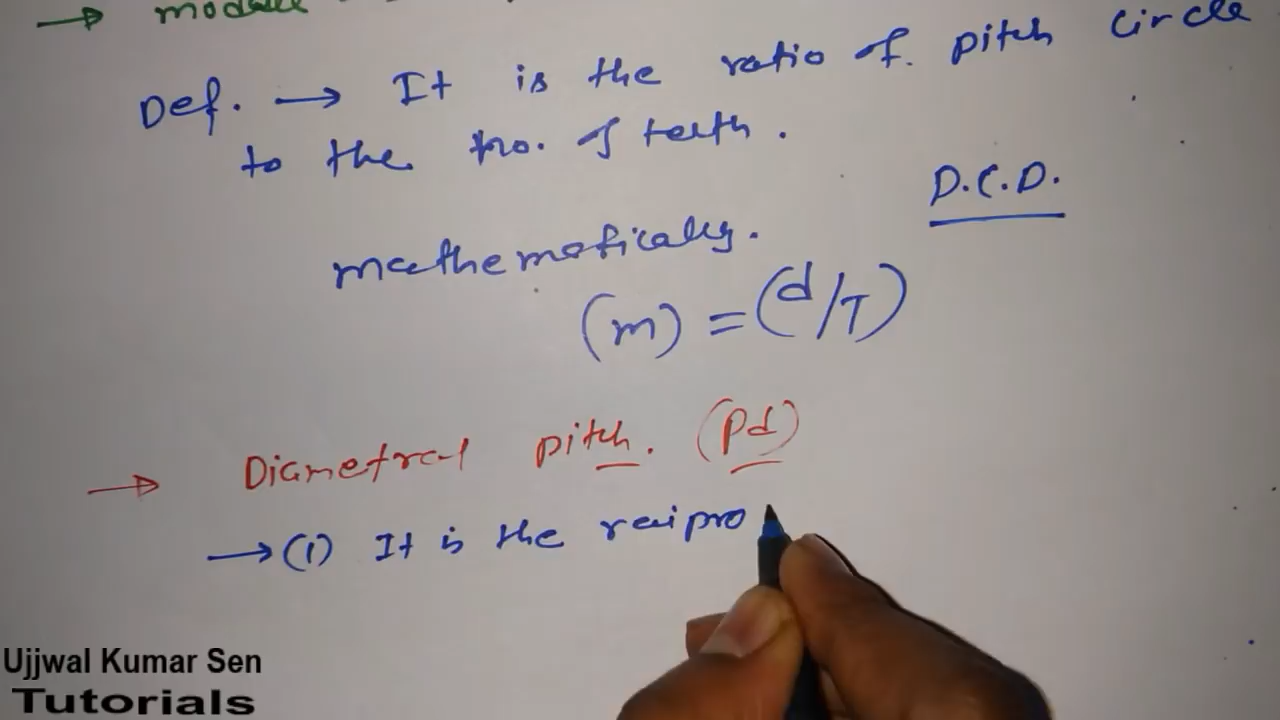 → module
Def. → It is the ratio of. pitch circle
to the no. of teeth.
P.C.D.
mathematically.
(m) = (d/T)
→ Diametral pitch. (Pd)
→ (1) It is the recipro
Ujjwal Kumar Sen
Tutorials